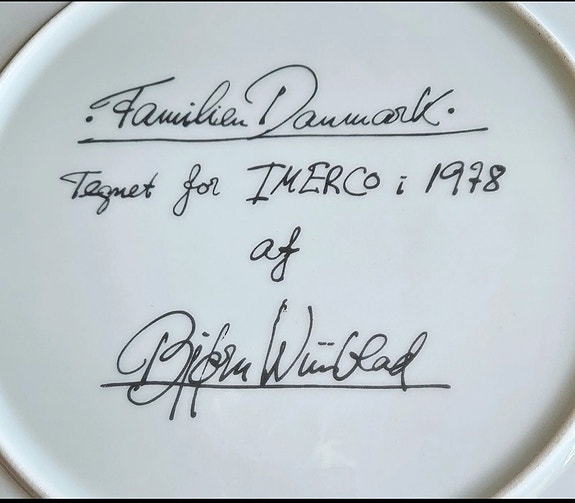 ·Familien Danmark·
Tegnet for IMERCO i 1978
af
Bjørn Wiinblad